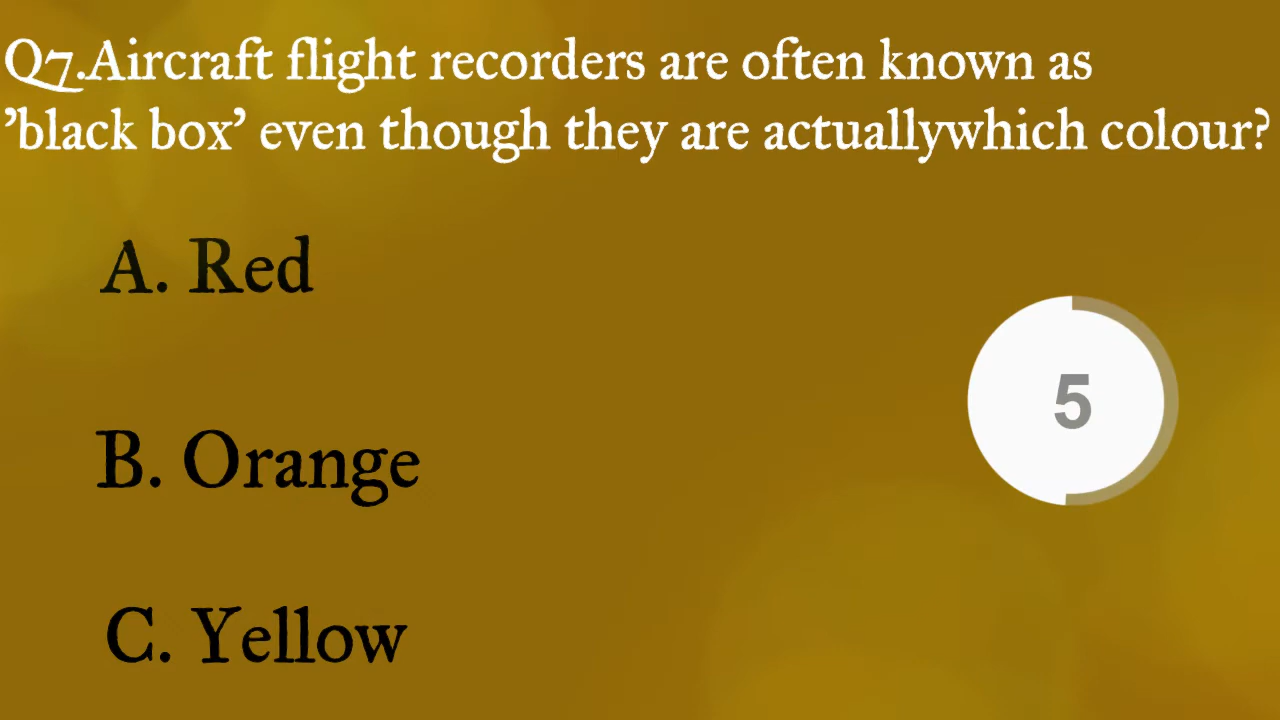 Q7.Aircraft flight recorders are often known as
'black box' even though they are actuallywhich colour?
A. Red
5
B. Orange
C. Yellow